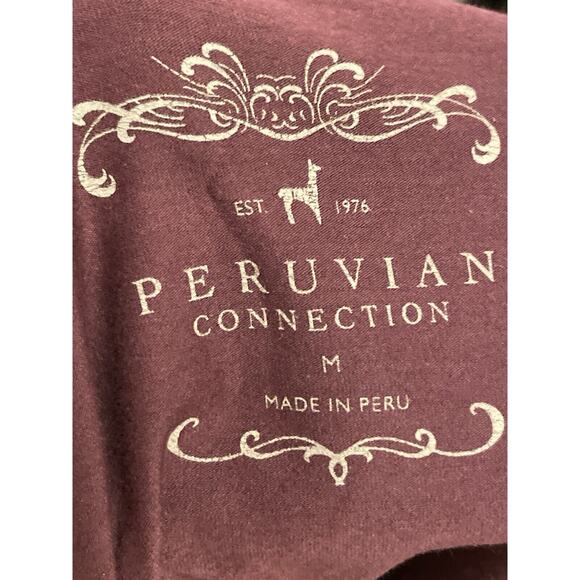 EST. 1976
PERUVIAN
CONNECTION
M
MADE IN PERU